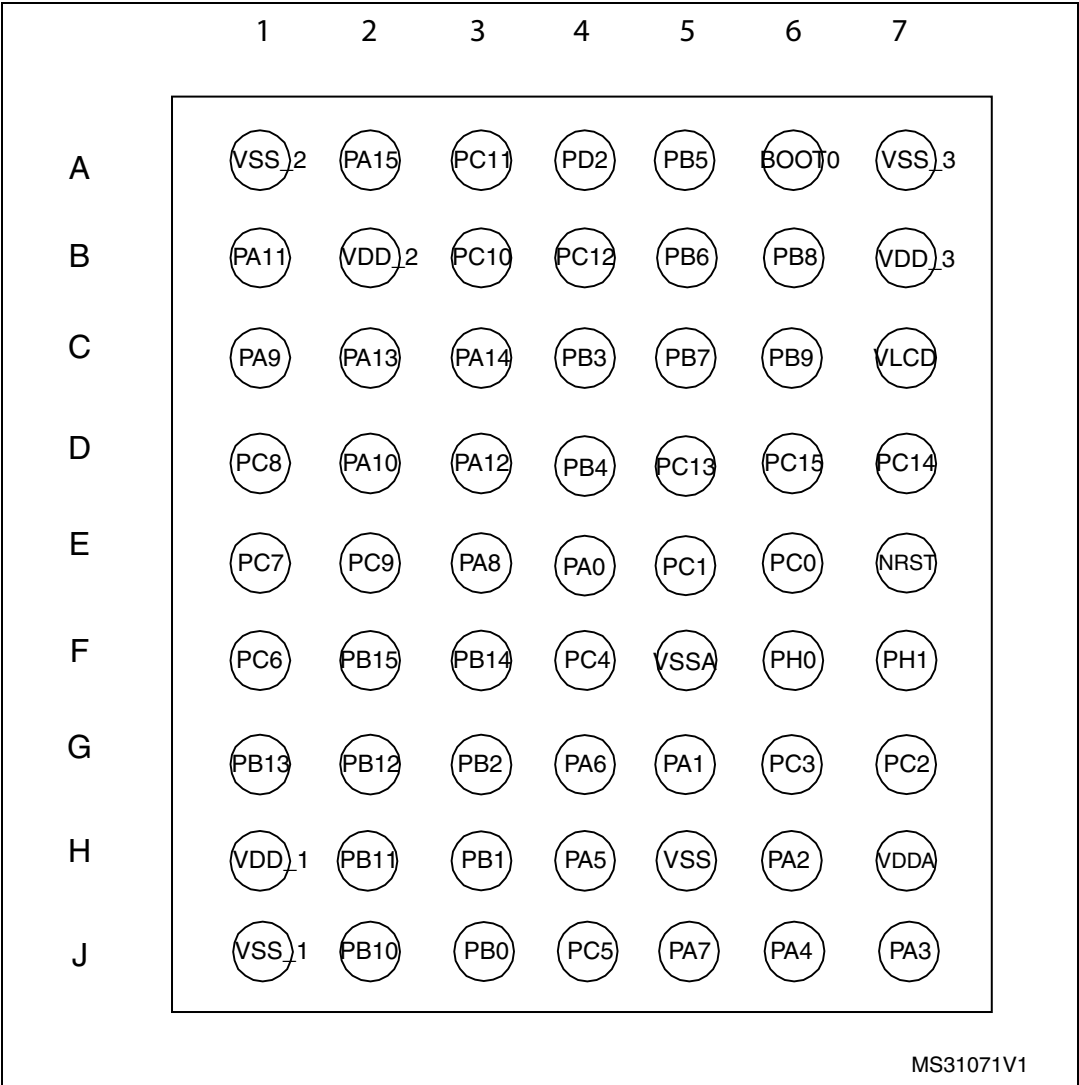 1 2 3 4 5 6 7
A VSS_2 PA15 PC11 PD2 PB5 BOOT0 VSS_3
B PA11 VDD_2 PC10 PC12 PB6 PB8 VDD_3
C PA9 PA13 PA14 PB3 PB7 PB9 VLCD
D PC8 PA10 PA12 PB4 PC13 PC15 PC14
E PC7 PC9 PA8 PA0 PC1 PC0 NRST
F PC6 PB15 PB14 PC4 VSSA PH0 PH1
G PB13 PB12 PB2 PA6 PA1 PC3 PC2
H VDD_1 PB11 PB1 PA5 VSS PA2 VDDA
J VSS_1 PB10 PB0 PC5 PA7 PA4 PA3
MS31071V1